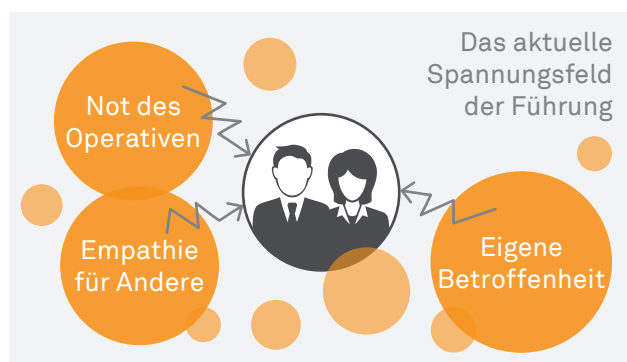 Das aktuelle
Spannungsfeld
der Führung
Not des
Operativen
Empathie
für Andere
Eigene
Betroffenheit